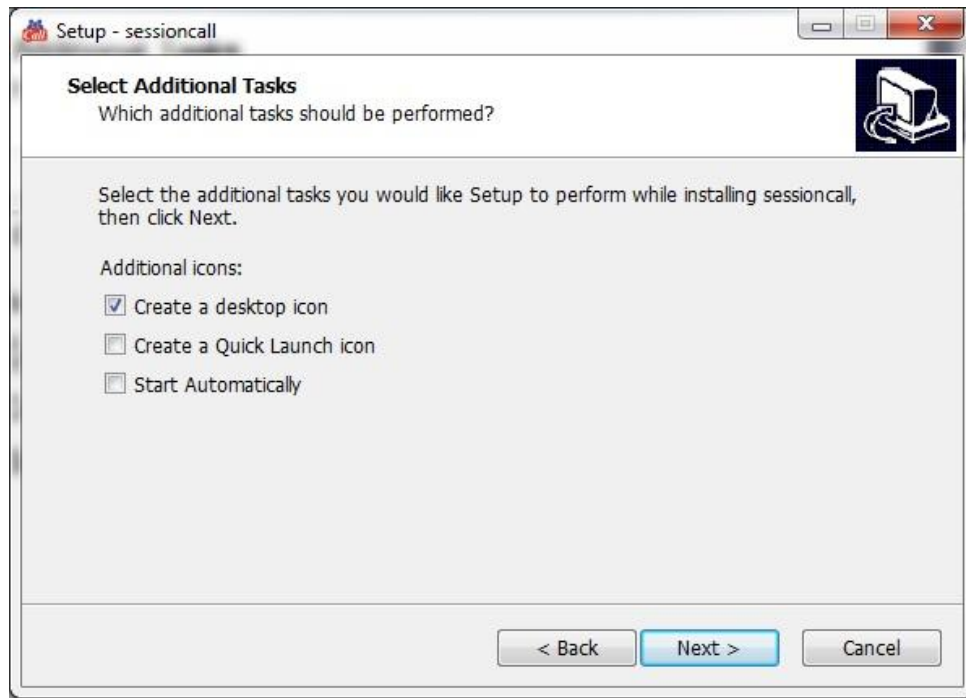 Setup - sessioncall
Select Additional Tasks
Which additional tasks should be performed?
Select the additional tasks you would like Setup to perform while installing sessioncall,
then click Next.
Additional icons:
Create a desktop icon
Create a Quick Launch icon
Start Automatically
< Back
Next >
Cancel